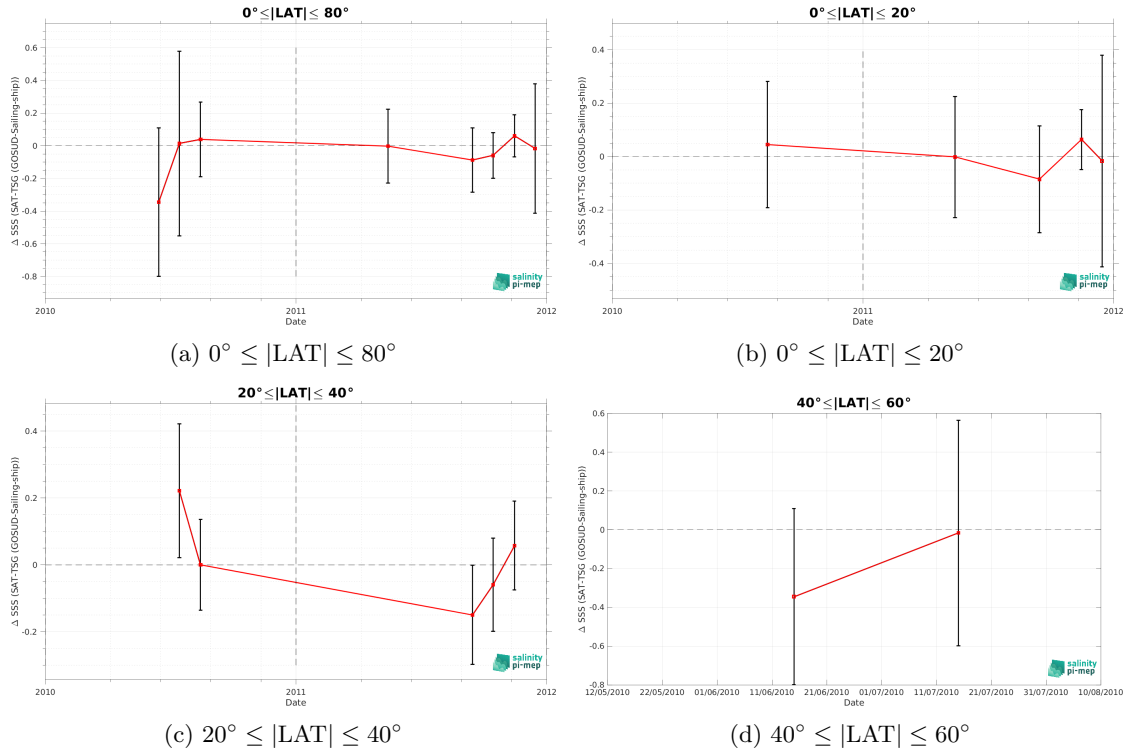 0°≤|LAT|≤ 80°
Δ SSS (SAT-TSG (GOSUD-Sailing-ship))
0.6
0.4
0.2
0
-0.2
-0.4
-0.6
-0.8
2010
2011
2012
Date
salinity
pi-mep
(a) 0° ≤ |LAT| ≤ 80°
0°≤|LAT|≤ 20°
Δ SSS (SAT-TSG (GOSUD-Sailing-ship))
0.4
0.2
0
-0.2
-0.4
2010
2011
2012
Date
salinity
pi-mep
(b) 0° ≤ |LAT| ≤ 20°
20°≤|LAT|≤ 40°
Δ SSS (SAT-TSG (GOSUD-Sailing-ship))
0.4
0.2
0
-0.2
2010
2011
2012
Date
salinity
pi-mep
(c) 20° ≤ |LAT| ≤ 40°
40°≤|LAT|≤ 60°
Δ SSS (SAT-TSG (GOSUD-Sailing-ship))
0.6
0.4
0.2
0
-0.2
-0.4
-0.6
-0.8
12/05/2010 22/05/2010 01/06/2010 11/06/2010 21/06/2010 01/07/2010 11/07/2010 21/07/2010 31/07/2010 10/08/2010
Date
salinity
pi-mep
(d) 40° ≤ |LAT| ≤ 60°